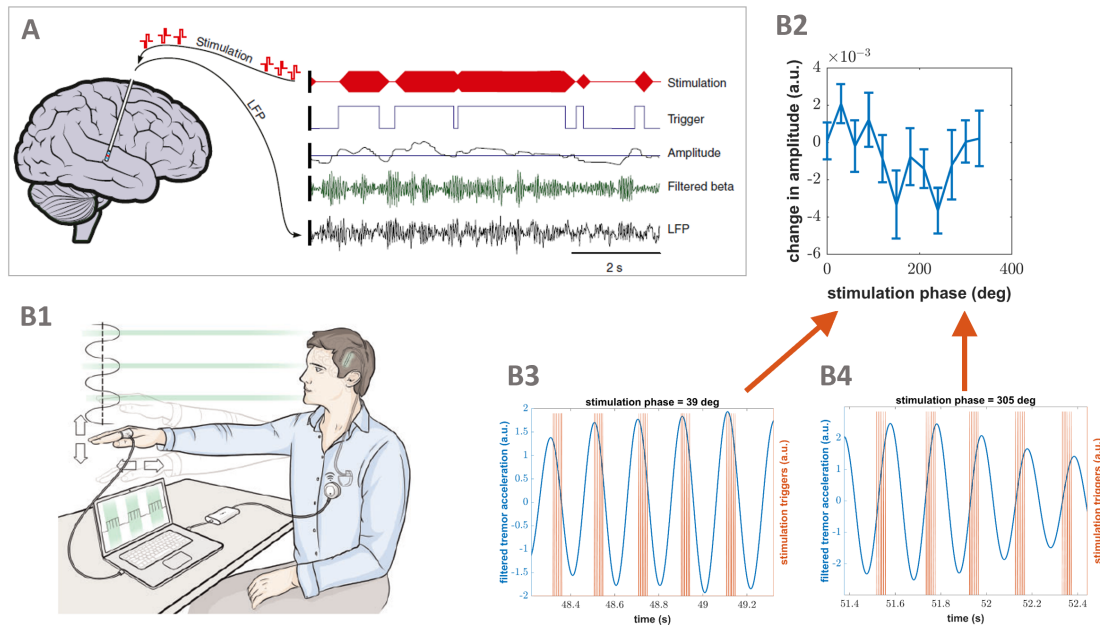 A
Stimulation
LFP
Stimulation
Trigger
Amplitude
Filtered beta
LFP
2 s
B1
B2
×10⁻³
4
2
0
-2
-4
-6
change in amplitude (a.u.)
0
200
400
stimulation phase (deg)
B3
stimulation phase = 39 deg
2
1.5
1
0.5
0
-0.5
-1
-1.5
-2
filtered tremor acceleration (a.u.)
stimulation triggers (a.u.)
48.4
48.6
48.8
49
49.2
time (s)
B4
stimulation phase = 305 deg
2
1
0
-1
-2
filtered tremor acceleration (a.u.)
stimulation triggers (a.u.)
51.4
51.6
51.8
52
52.2
52.4
time (s)